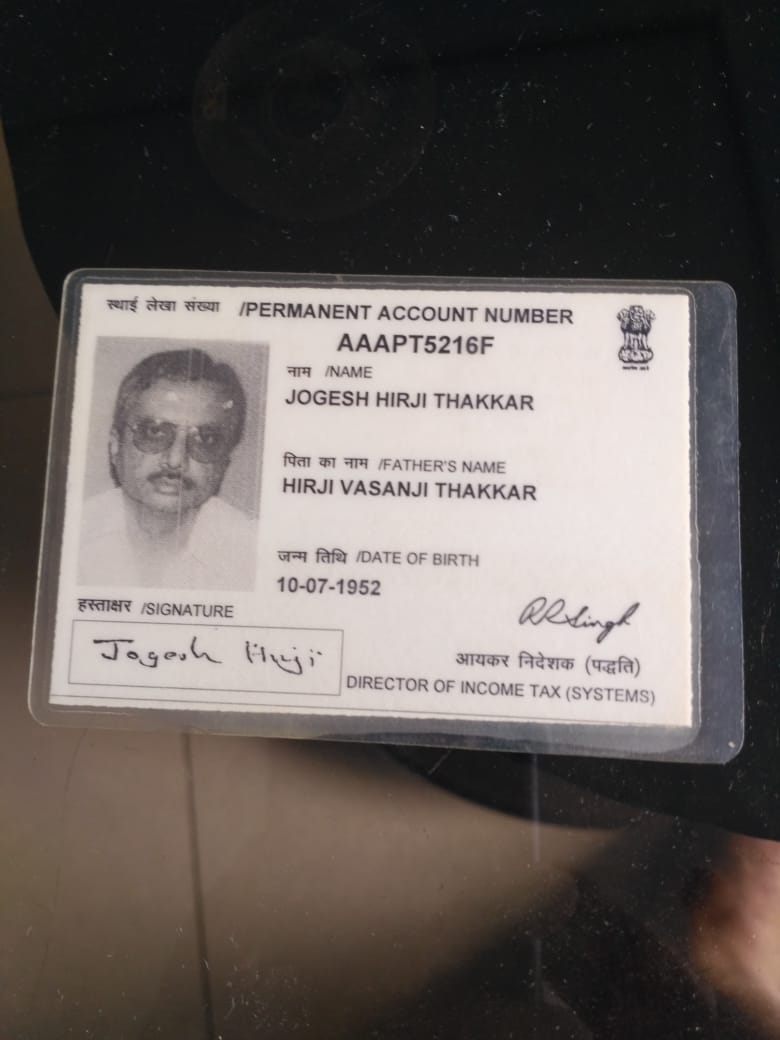 स्थाई लेखा संख्या /PERMANENT ACCOUNT NUMBER
AAAPT5216F
नाम /NAME
JOGESH HIRJI THAKKAR
पिता का नाम /FATHER'S NAME
HIRJI VASANJI THAKKAR
जन्म तिथि /DATE OF BIRTH
10-07-1952
हस्ताक्षर /SIGNATURE
Jogesh Hirji
RRSingh
आयकर निदेशक (पद्धति)
DIRECTOR OF INCOME TAX (SYSTEMS)